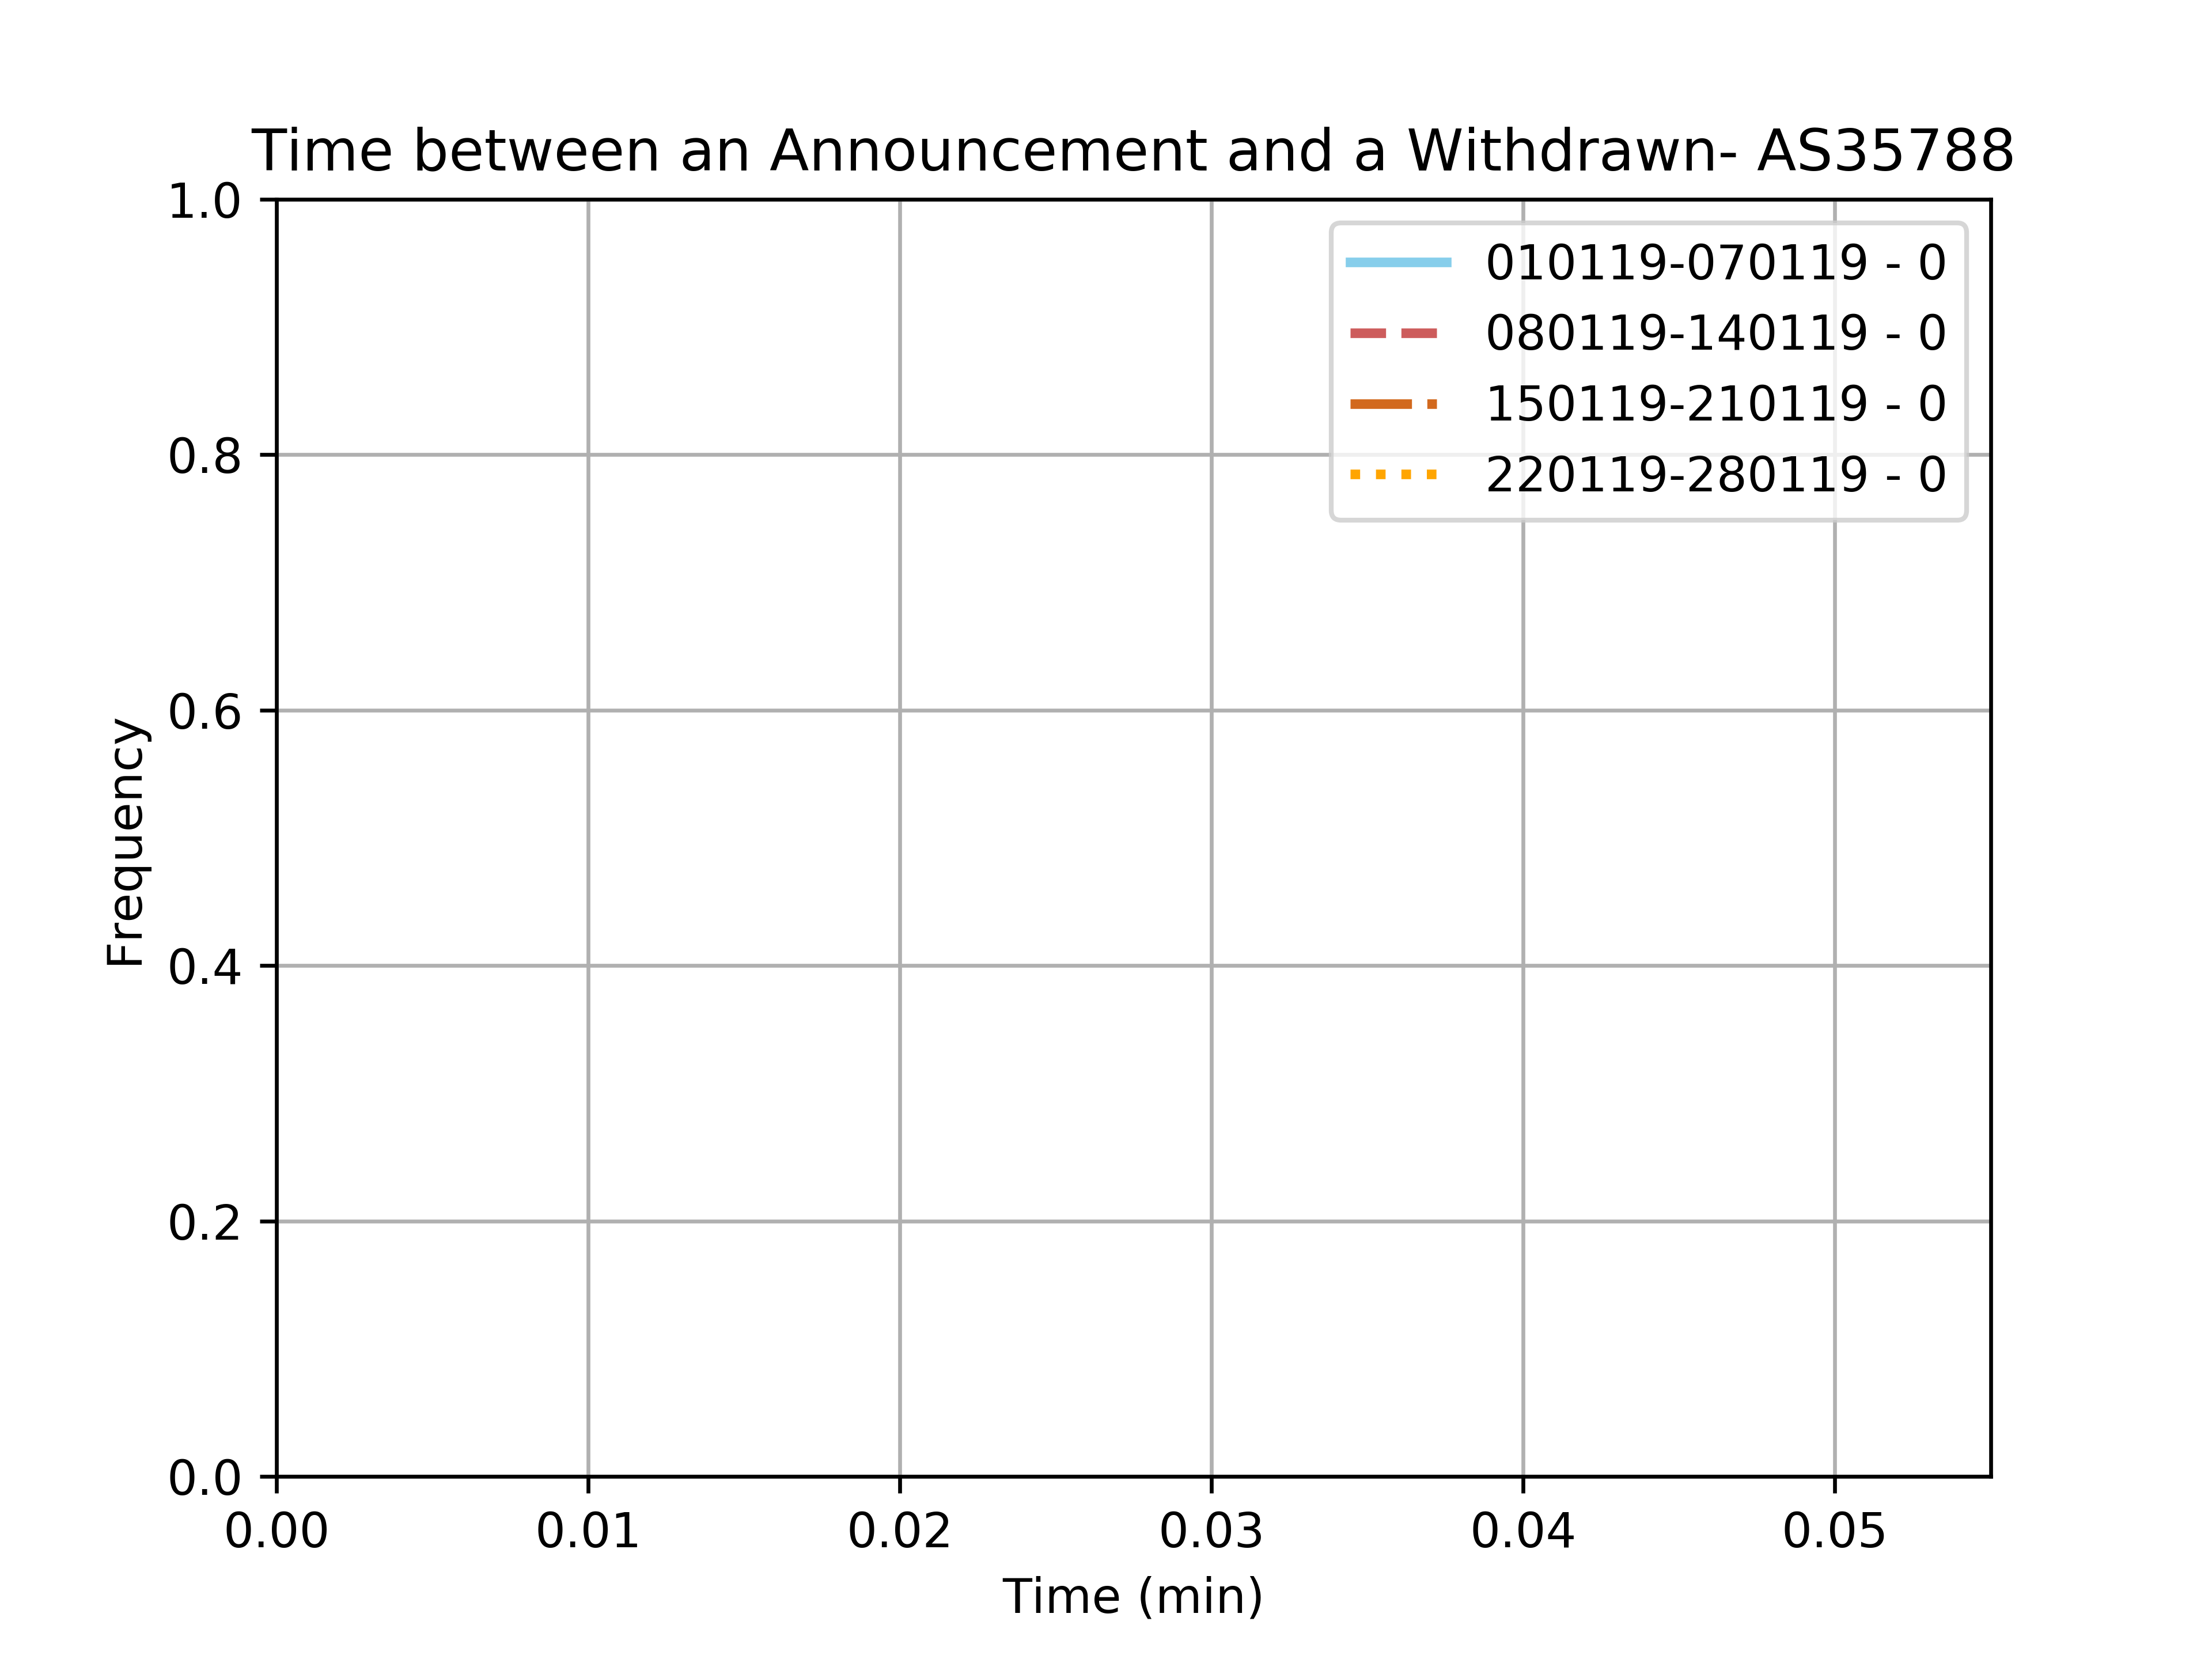 Time between an Announcement and a Withdrawn- AS35788
1.0
0.8
0.6
0.4
0.2
0.0
Frequency
010119-070119 - 0
080119-140119 - 0
150119-210119 - 0
220119-280119 - 0
0.00 0.01 0.02 0.03 0.04 0.05
Time (min)